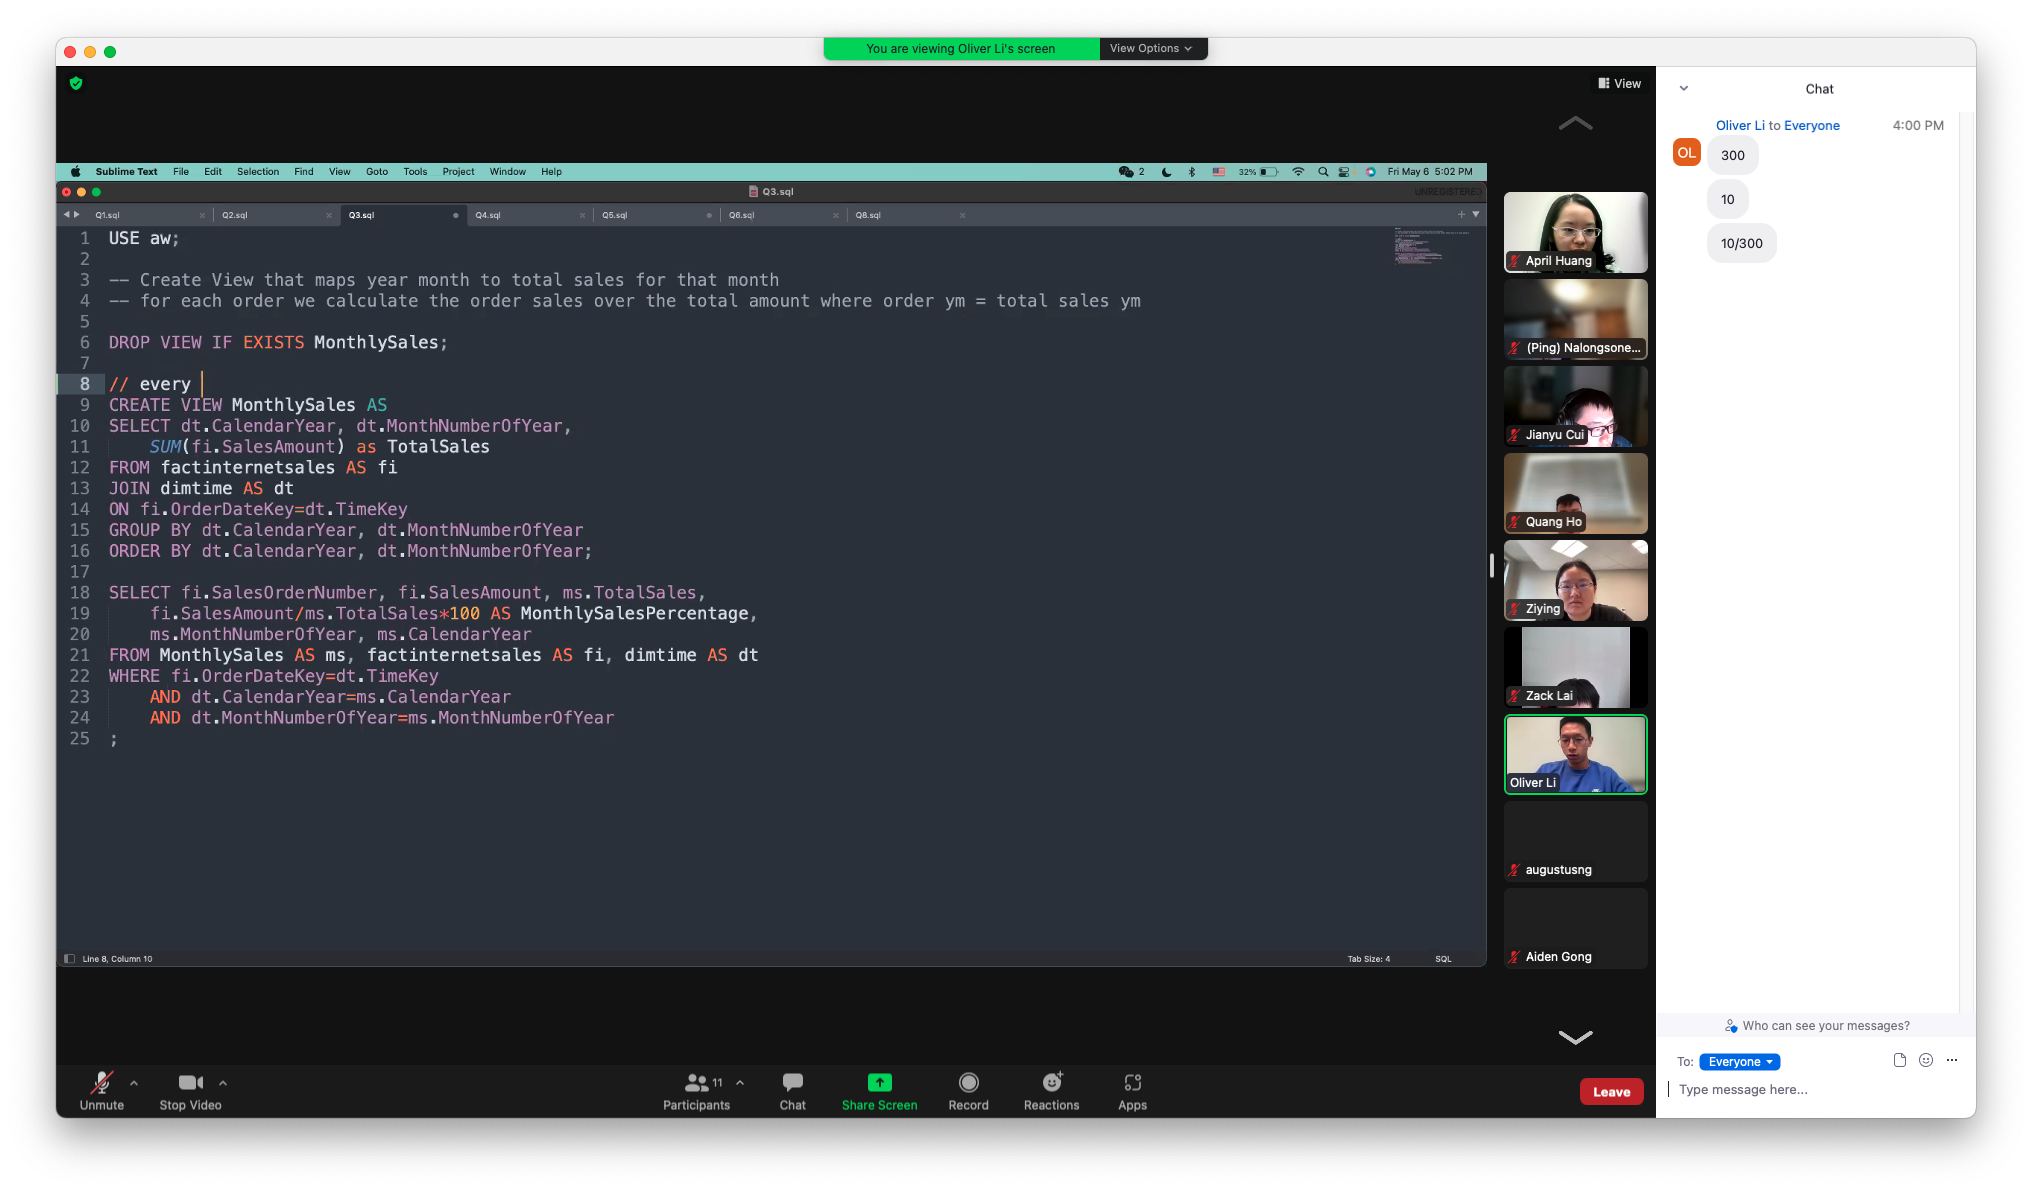 You are viewing Oliver Li's screen
View Options
View
Chat
Oliver Li to Everyone
4:00 PM
OL
300
10
10/300
Sublime Text File Edit Selection Find View Goto Tools Project Window Help
2
32%
Fri May 6 5:02 PM
Q3.sql
UNREGISTERED
Q1.sql
Q2.sql
Q3.sql
Q4.sql
Q5.sql
Q6.sql
Q8.sql
1 USE aw;
2
3 -- Create View that maps year month to total sales for that month
4 -- for each order we calculate the order sales over the total amount where order ym = total sales ym
5
6 DROP VIEW IF EXISTS MonthlySales;
7
8 // every
9 CREATE VIEW MonthlySales AS
10 SELECT dt.CalendarYear, dt.MonthNumberOfYear,
11 SUM(fi.SalesAmount) as TotalSales
12 FROM factinternetsales AS fi
13 JOIN dimtime AS dt
14 ON fi.OrderDateKey=dt.TimeKey
15 GROUP BY dt.CalendarYear, dt.MonthNumberOfYear
16 ORDER BY dt.CalendarYear, dt.MonthNumberOfYear;
17
18 SELECT fi.SalesOrderNumber, fi.SalesAmount, ms.TotalSales,
19 fi.SalesAmount/ms.TotalSales*100 AS MonthlySalesPercentage,
20 ms.MonthNumberOfYear, ms.CalendarYear
21 FROM MonthlySales AS ms, factinternetsales AS fi, dimtime AS dt
22 WHERE fi.OrderDateKey=dt.TimeKey
23 AND dt.CalendarYear=ms.CalendarYear
24 AND dt.MonthNumberOfYear=ms.MonthNumberOfYear
25 ;
Line 8, Column 10
Tab Size: 4
SQL
April Huang
(Ping) Nalongsone...
Jianyu Cui
Quang Ho
Ziying
Zack Lai
Oliver Li
augustusng
Aiden Gong
Who can see your messages?
To: Everyone
Type message here...
Unmute
Stop Video
11
Participants
Chat
Share Screen
Record
Reactions
Apps
Leave